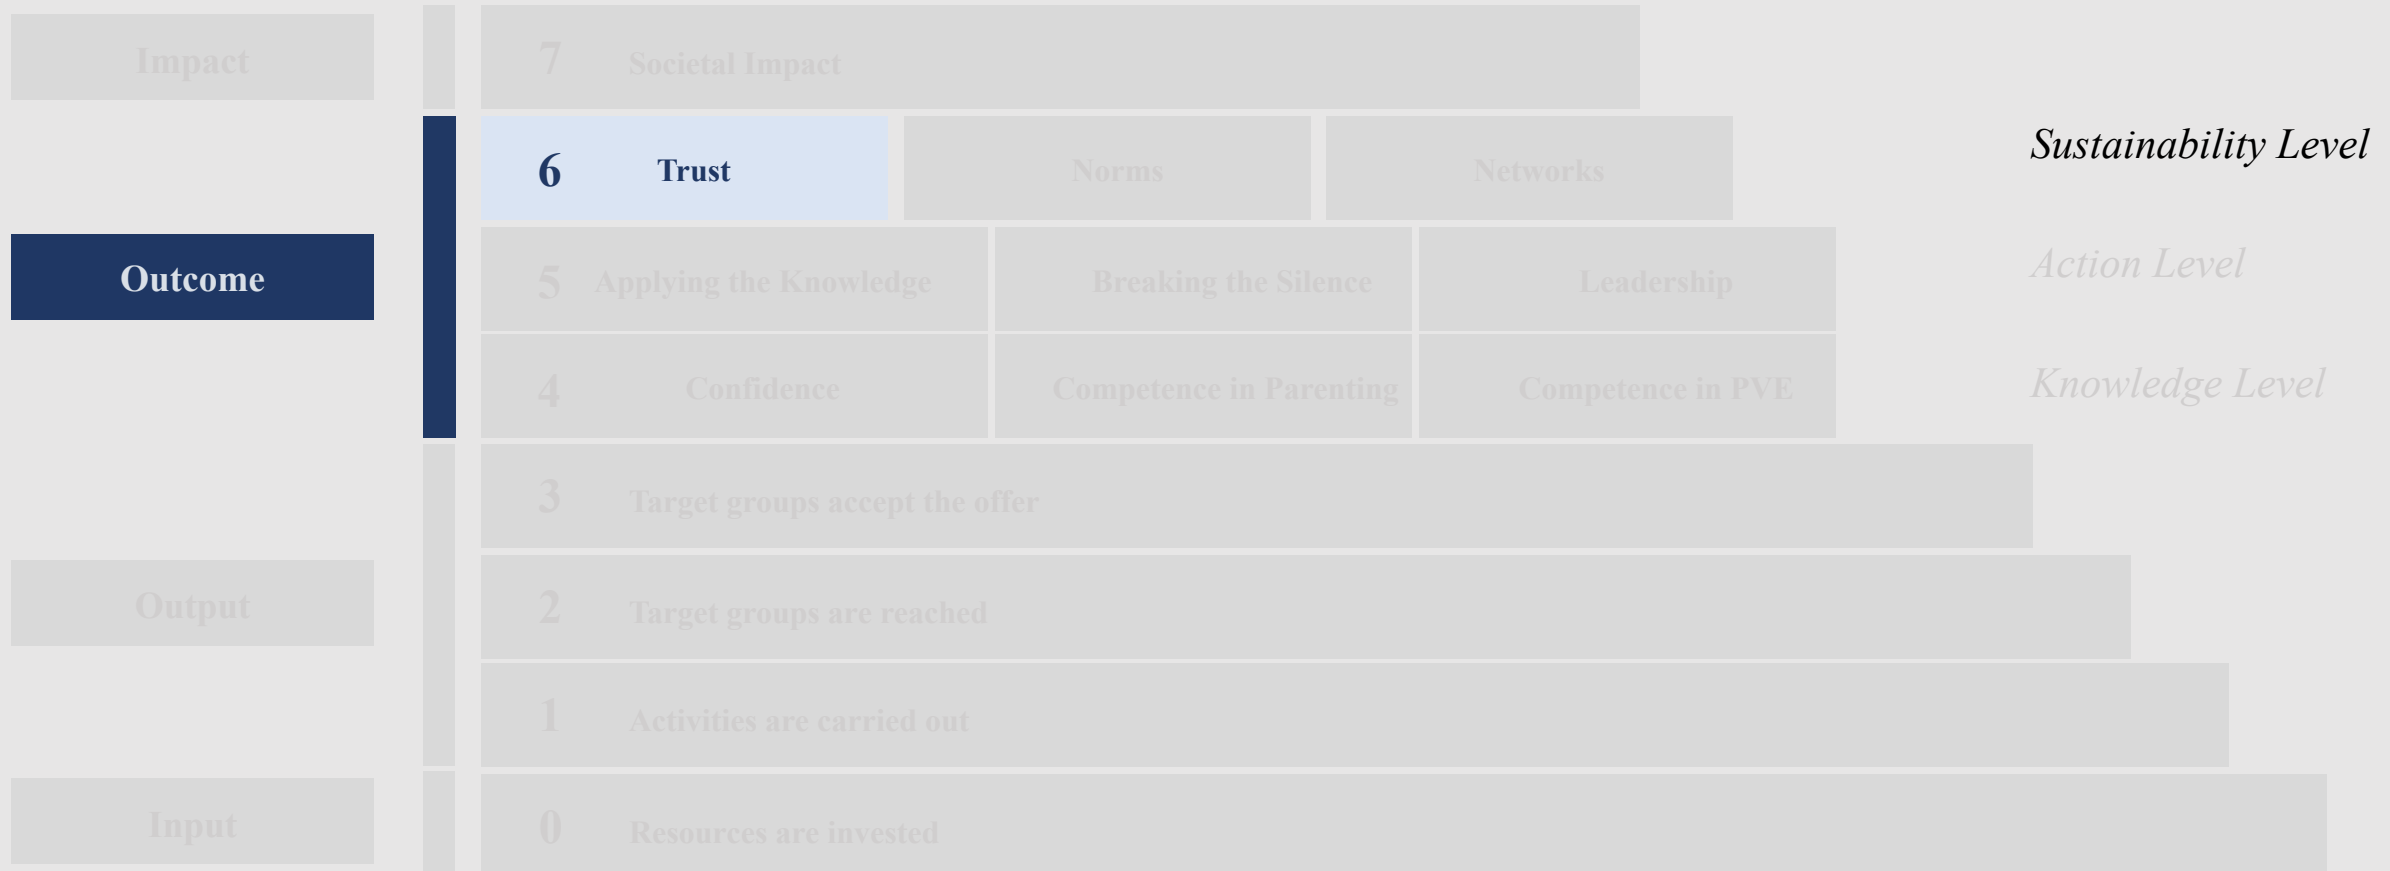 Impact
7 Societal Impact
6 Trust Norms Networks Sustainability Level
Outcome
5 Applying the Knowledge Breaking the Silence Leadership Action Level
4 Confidence Competence in Parenting Competence in PVE Knowledge Level
3 Target groups accept the offer
Output
2 Target groups are reached
1 Activities are carried out
Input
0 Resources are invested